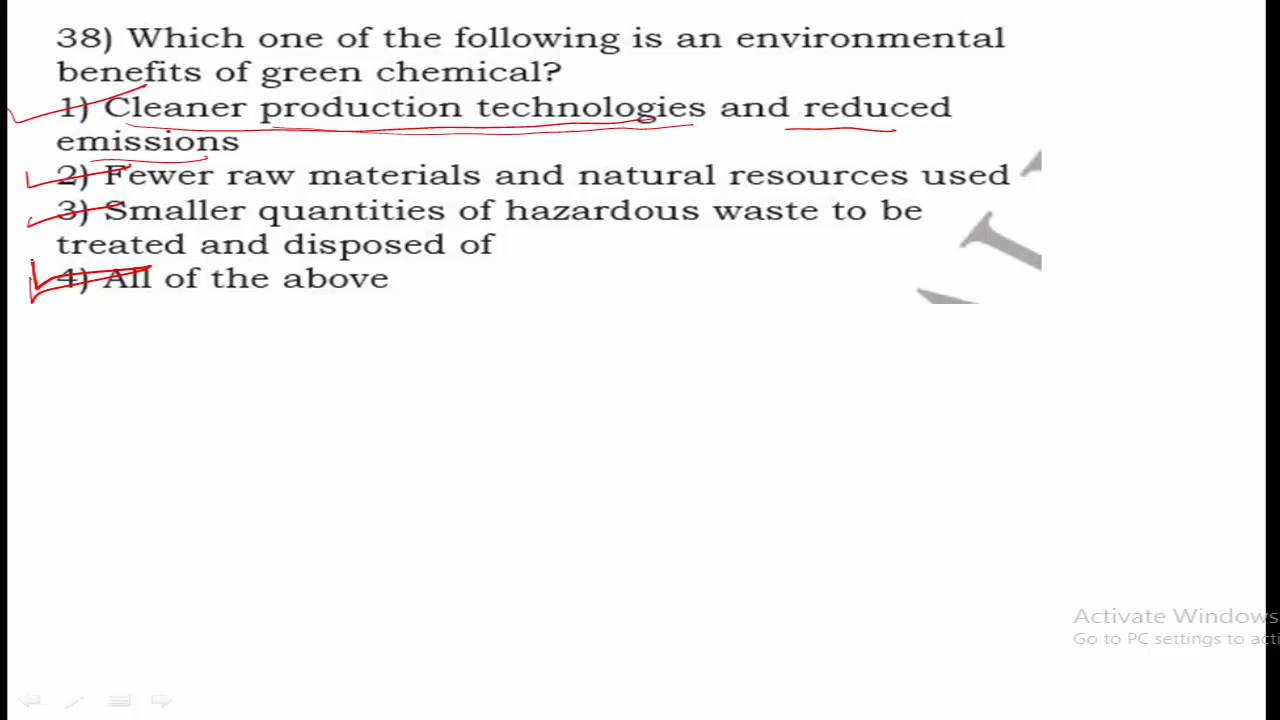 38) Which one of the following is an environmental
benefits of green chemical?
1) Cleaner production technologies and reduced
emissions
2) Fewer raw materials and natural resources used
3) Smaller quantities of hazardous waste to be
treated and disposed of
4) All of the above
Activate Windows
Go to PC settings to acti